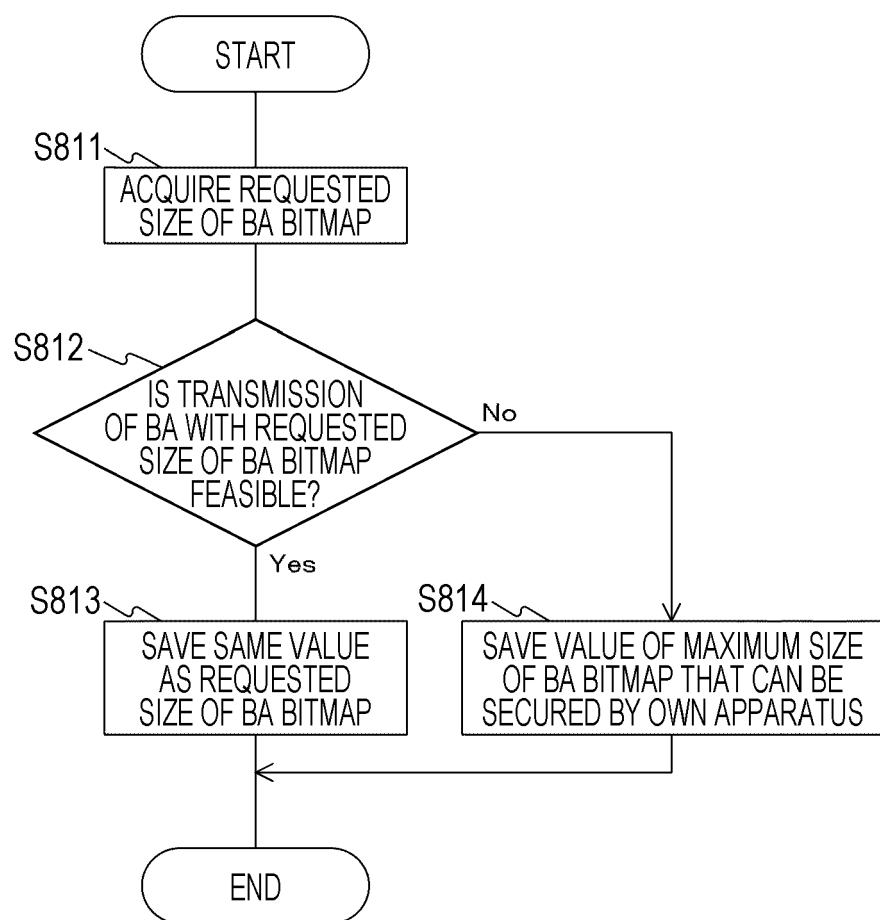 START
S811
ACQUIRE REQUESTED
SIZE OF BA BITMAP
S812
IS TRANSMISSION
OF BA WITH REQUESTED
SIZE OF BA BITMAP
FEASIBLE?
No
Yes
S813
SAVE SAME VALUE
AS REQUESTED
SIZE OF BA BITMAP
S814
SAVE VALUE OF MAXIMUM SIZE
OF BA BITMAP THAT CAN BE
SECURED BY OWN APPARATUS
END